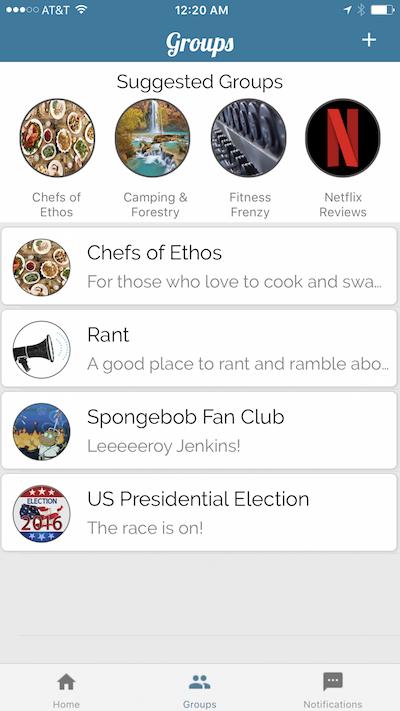 AT&T 12:20 AM
Groups +
Suggested Groups
Chefs of Ethos
Camping & Forestry
Fitness Frenzy
N
Netflix Reviews
Chefs of Ethos
For those who love to cook and swa...
Rant
A good place to rant and ramble abo...
Spongebob Fan Club
Leeeeeroy Jenkins!
ELECTION
2016
US Presidential Election
The race is on!
Home
Groups
Notifications